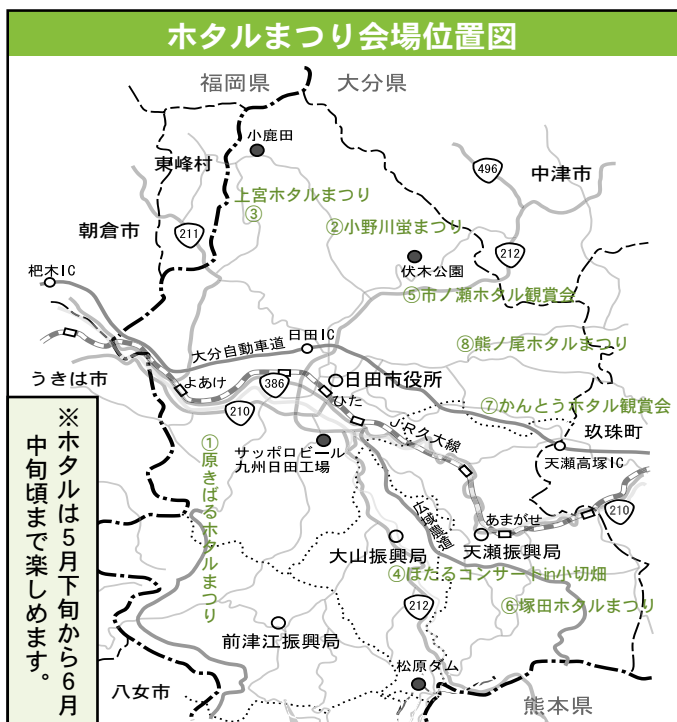 ホタルまつり会場位置図
福岡県
大分県
小鹿田
東峰村
496
中津市
上宮ホタルまつり
③
②小野川蛍まつり
朝倉市
211
212
伏木公園
杷木IC
⑤市ノ瀬ホタル観賞会
日田IC
大分自動車道
⑧熊ノ尾ホタルまつり
よあけ
386
日田市役所
うきは市
ひた
210
⑦かんとうホタル観賞会
JR久大線
玖珠町
サッポロビール
九州日田工場
天瀬高塚IC
①原きばるホタルまつり
広域農道
あまがせ
210
大山振興局
天瀬振興局
④ほたるコンサートin小切畑
212
⑥塚田ホタルまつり
前津江振興局
松原ダム
八女市
熊本県
※ホタルは5月下旬から6月
中旬頃まで楽しめます。